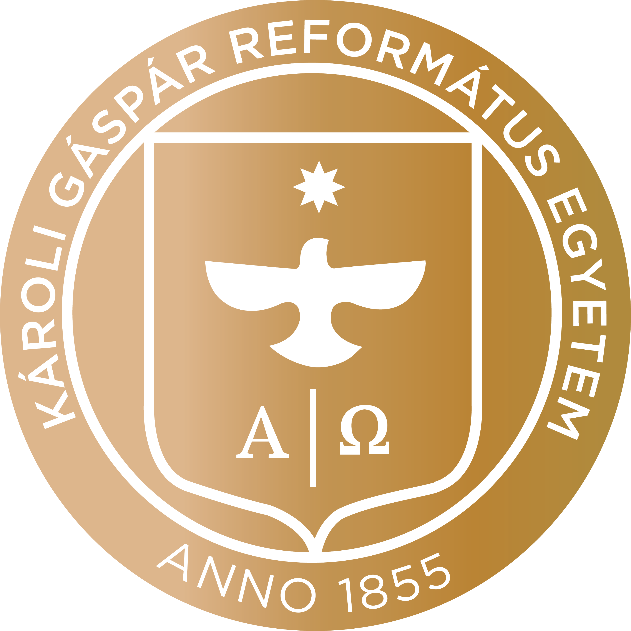 KÁROLI GÁSPÁR REFORMÁTUS EGYETEM
Α Ω
ANNO 1855